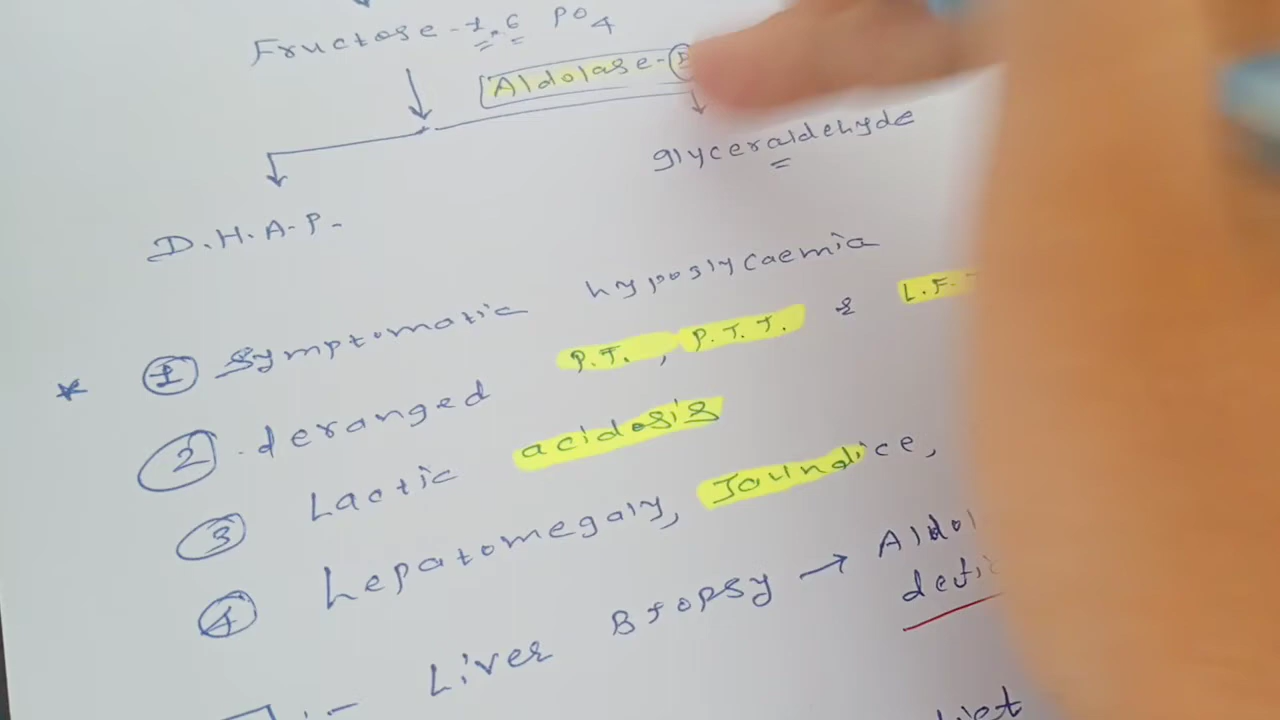 Fructose-1,6 PO4
Aldolase-B
glyceraldehyde
D.H.A.P.
* ① Symptomatic hypoglycaemia
② deranged P.T., P.T.T. & L.F.
③ Lactic acidosis
④ hepatomegaly, Jaundice,
:- Liver Biopsy → Aldol
defi